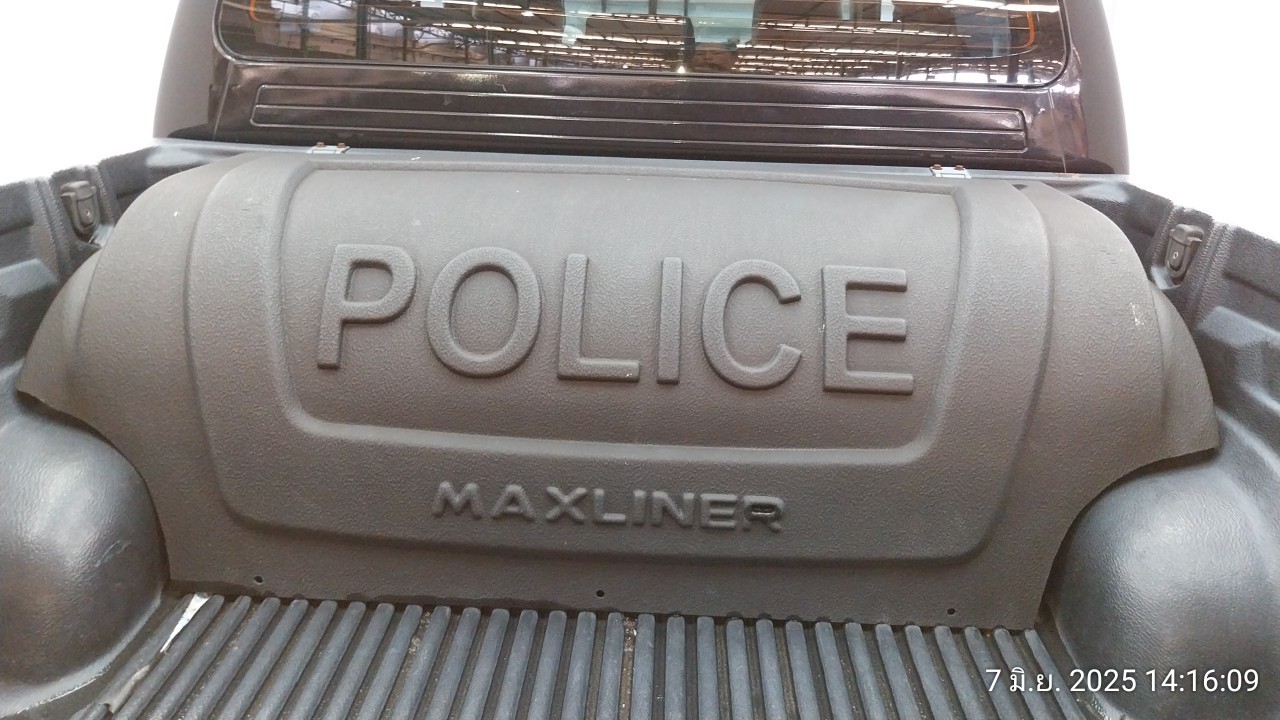 POLICE
MAXLINER
7 มิ.ย. 2025 14:16:09